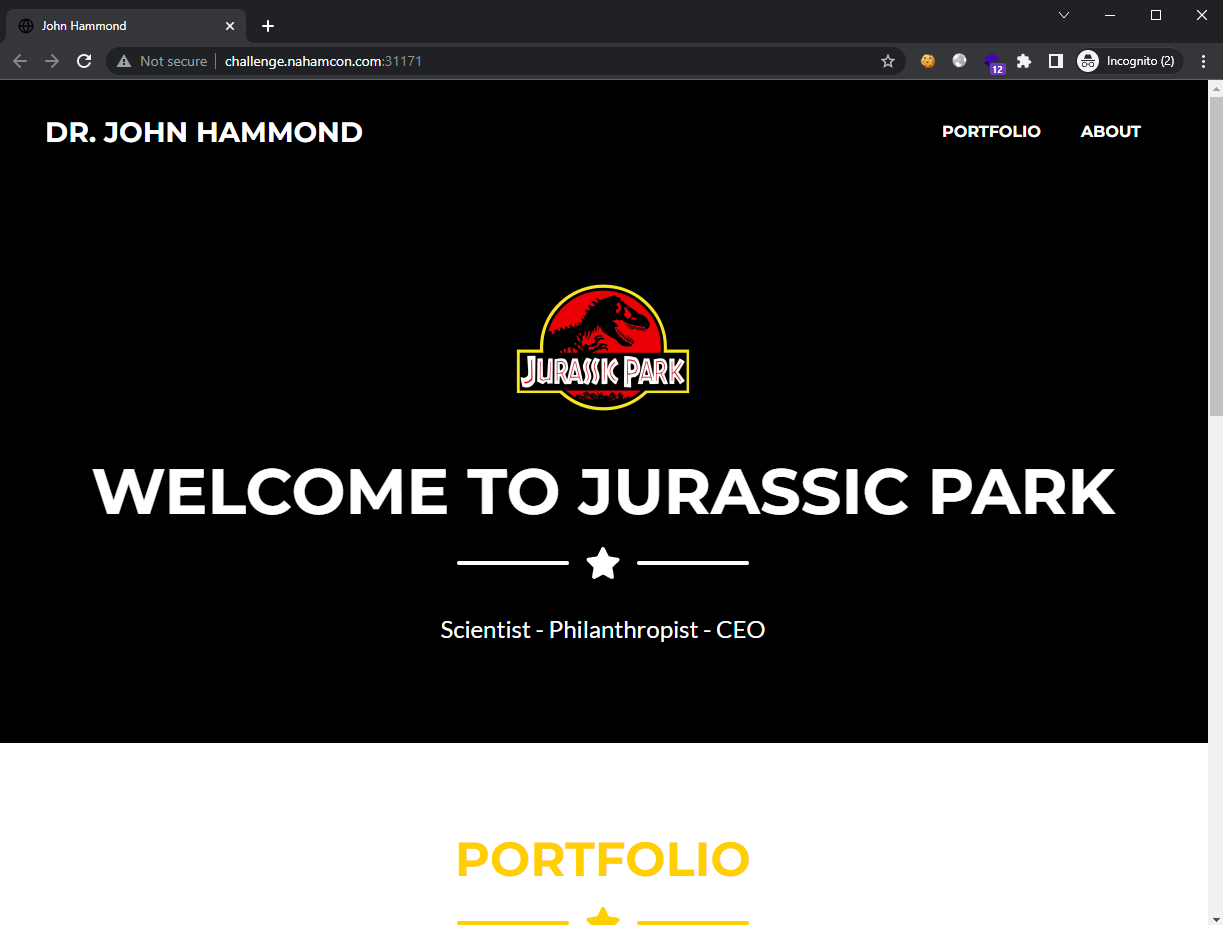 John Hammond
Not secure
challenge.nahamcon.com:31171
12
Incognito (2)
DR. JOHN HAMMOND
PORTFOLIO
ABOUT
JURASSIC PARK
WELCOME TO JURASSIC PARK
Scientist - Philanthropist - CEO
PORTFOLIO